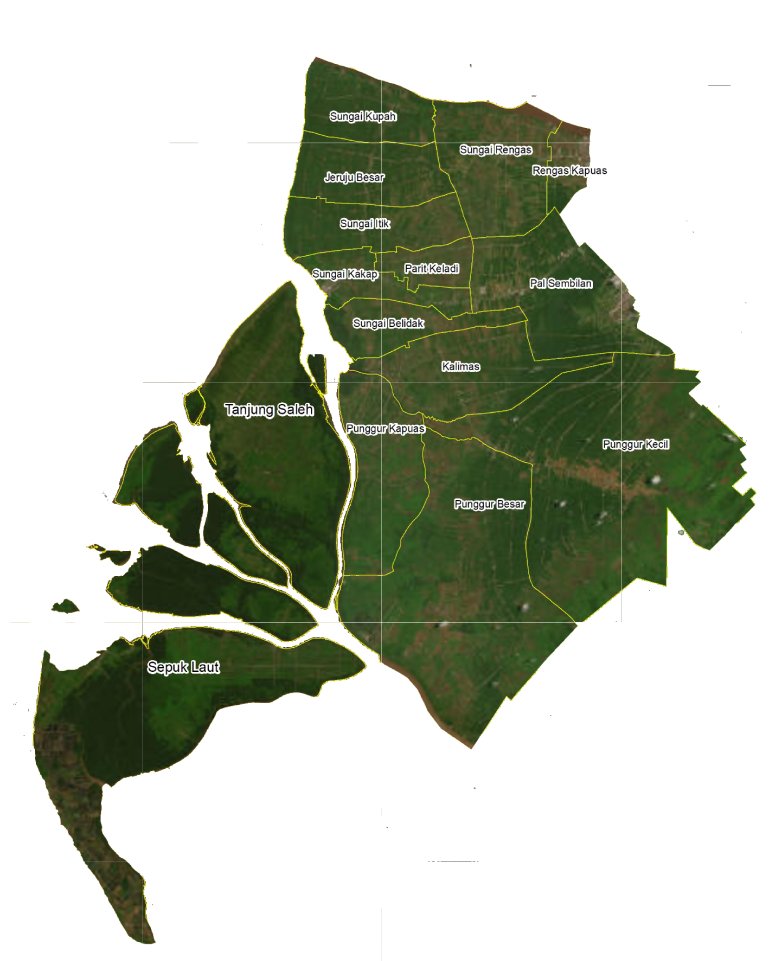 Sungai Kupah
Sungai Rengas
Rengas Kapuas
Jeruju Besar
Sungai Itik
Parit Keladi
Sungai Kakap
Pal Sembilan
Sungai Belidak
Kalimas
Tanjung Saleh
Punggur Kapuas
Punggur Kecil
Punggur Besar
Sepuk Laut